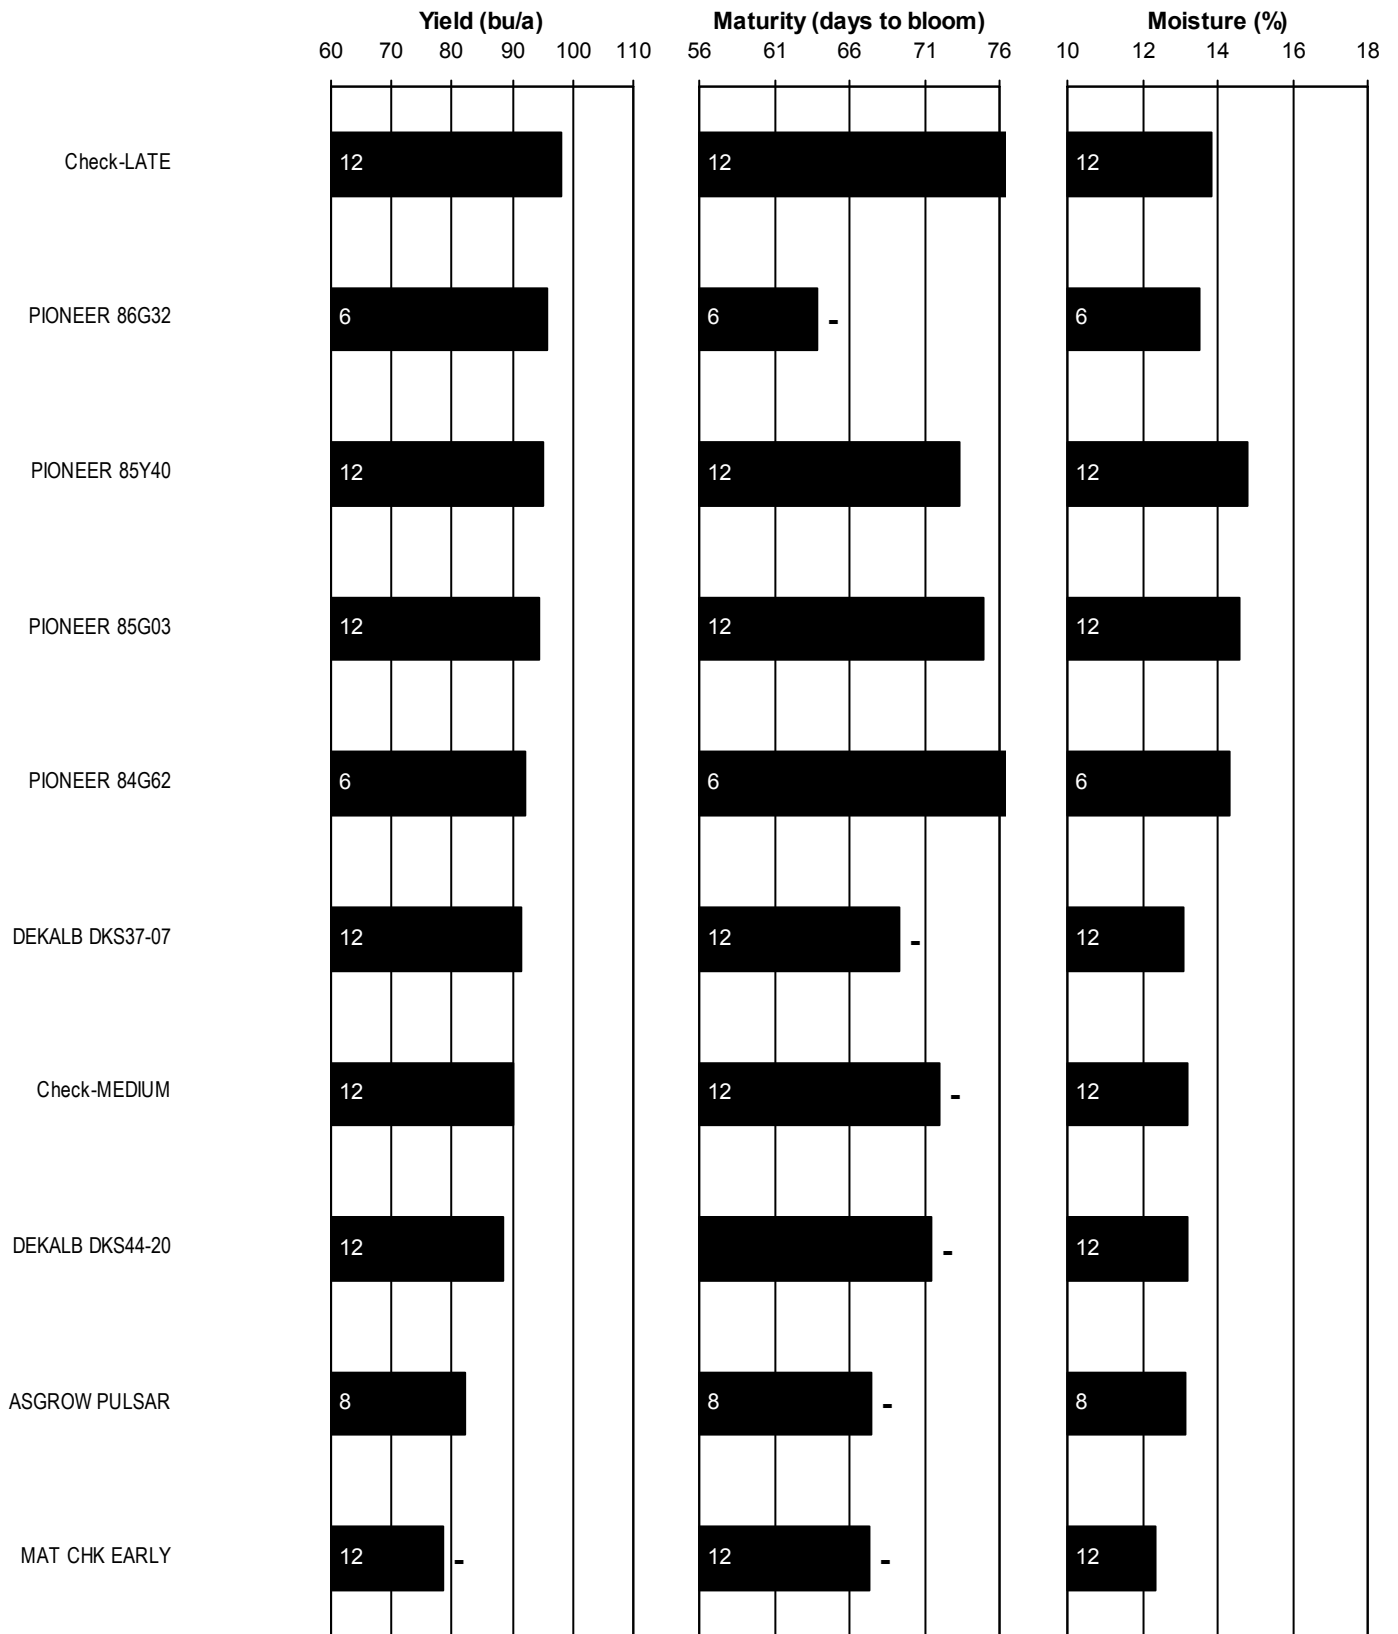 Yield (bu/a) Maturity (days to bloom) Moisture (%)
60 70 80 90 100 110 56 61 66 71 76 10 12 14 16 18
Check-LATE 12 12 12
PIONEER 86G32 6 6 - 6
PIONEER 85Y40 12 12 12
PIONEER 85G03 12 12 12
PIONEER 84G62 6 6 6
DEKALB DKS37-07 12 12 - 12
Check-MEDIUM 12 12 - 12
DEKALB DKS44-20 12 - 12
ASGROW PULSAR 8 8 - 8
MAT CHK EARLY 12 - 12 - 12